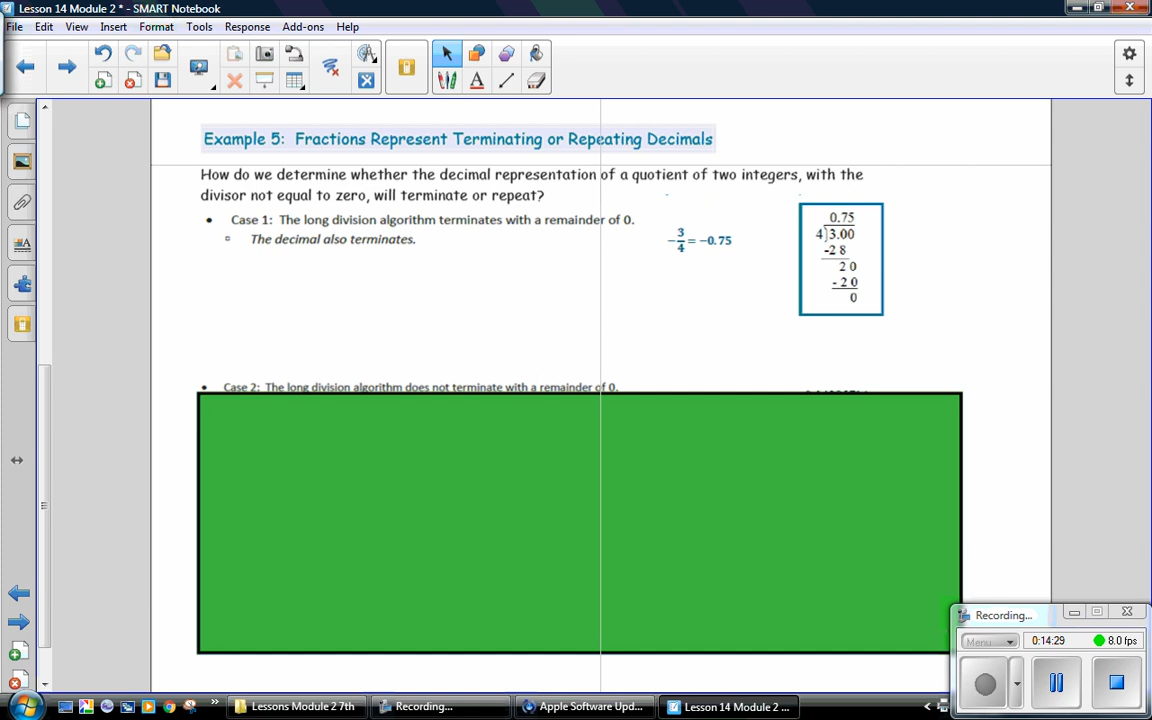 Lesson 14 Module 2 * - SMART Notebook
File Edit View Insert Format Tools Response Add-ons Help
Example 5: Fractions Represent Terminating or Repeating Decimals
How do we determine whether the decimal representation of a quotient of two integers, with the
divisor not equal to zero, will terminate or repeat?
• Case 1: The long division algorithm terminates with a remainder of 0.
The decimal also terminates.
-3/4 = -0.75
0.75
4)3.00
-2 8
2 0
- 2 0
0
• Case 2: The long division algorithm does not terminate with a remainder of 0.
Recording...
Menu
0:14:29
8.0 fps
Lessons Module 2 7th
Recording...
Apple Software Upd...
Lesson 14 Module 2 ...